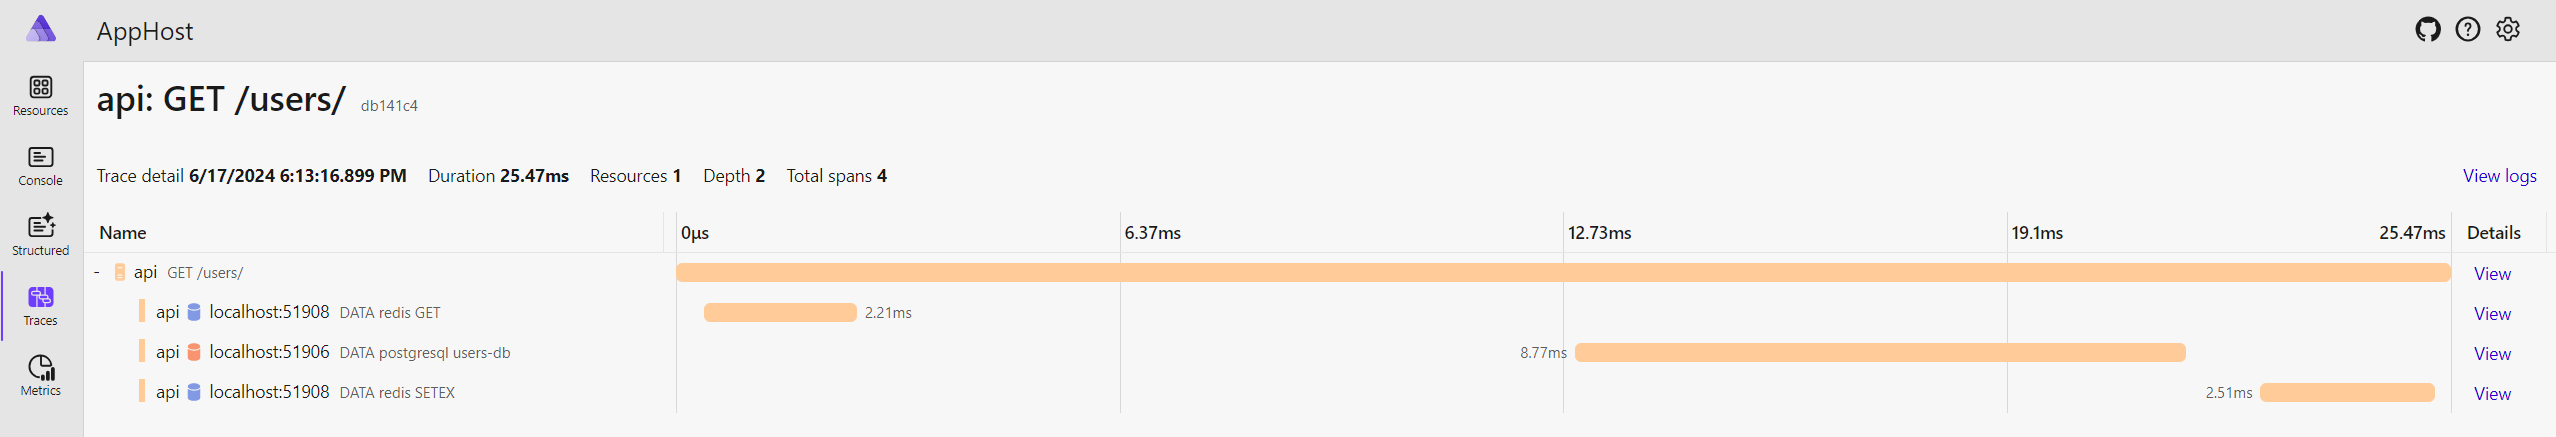 AppHost
Resources
Console
Structured
Traces
Metrics
api: GET /users/ db141c4
Trace detail 6/17/2024 6:13:16.899 PM Duration 25.47ms Resources 1 Depth 2 Total spans 4 View logs
Name 0μs 6.37ms 12.73ms 19.1ms 25.47ms Details
- api GET /users/ View
api localhost:51908 DATA redis GET 2.21ms View
api localhost:51906 DATA postgresql users-db 8.77ms View
api localhost:51908 DATA redis SETEX 2.51ms View